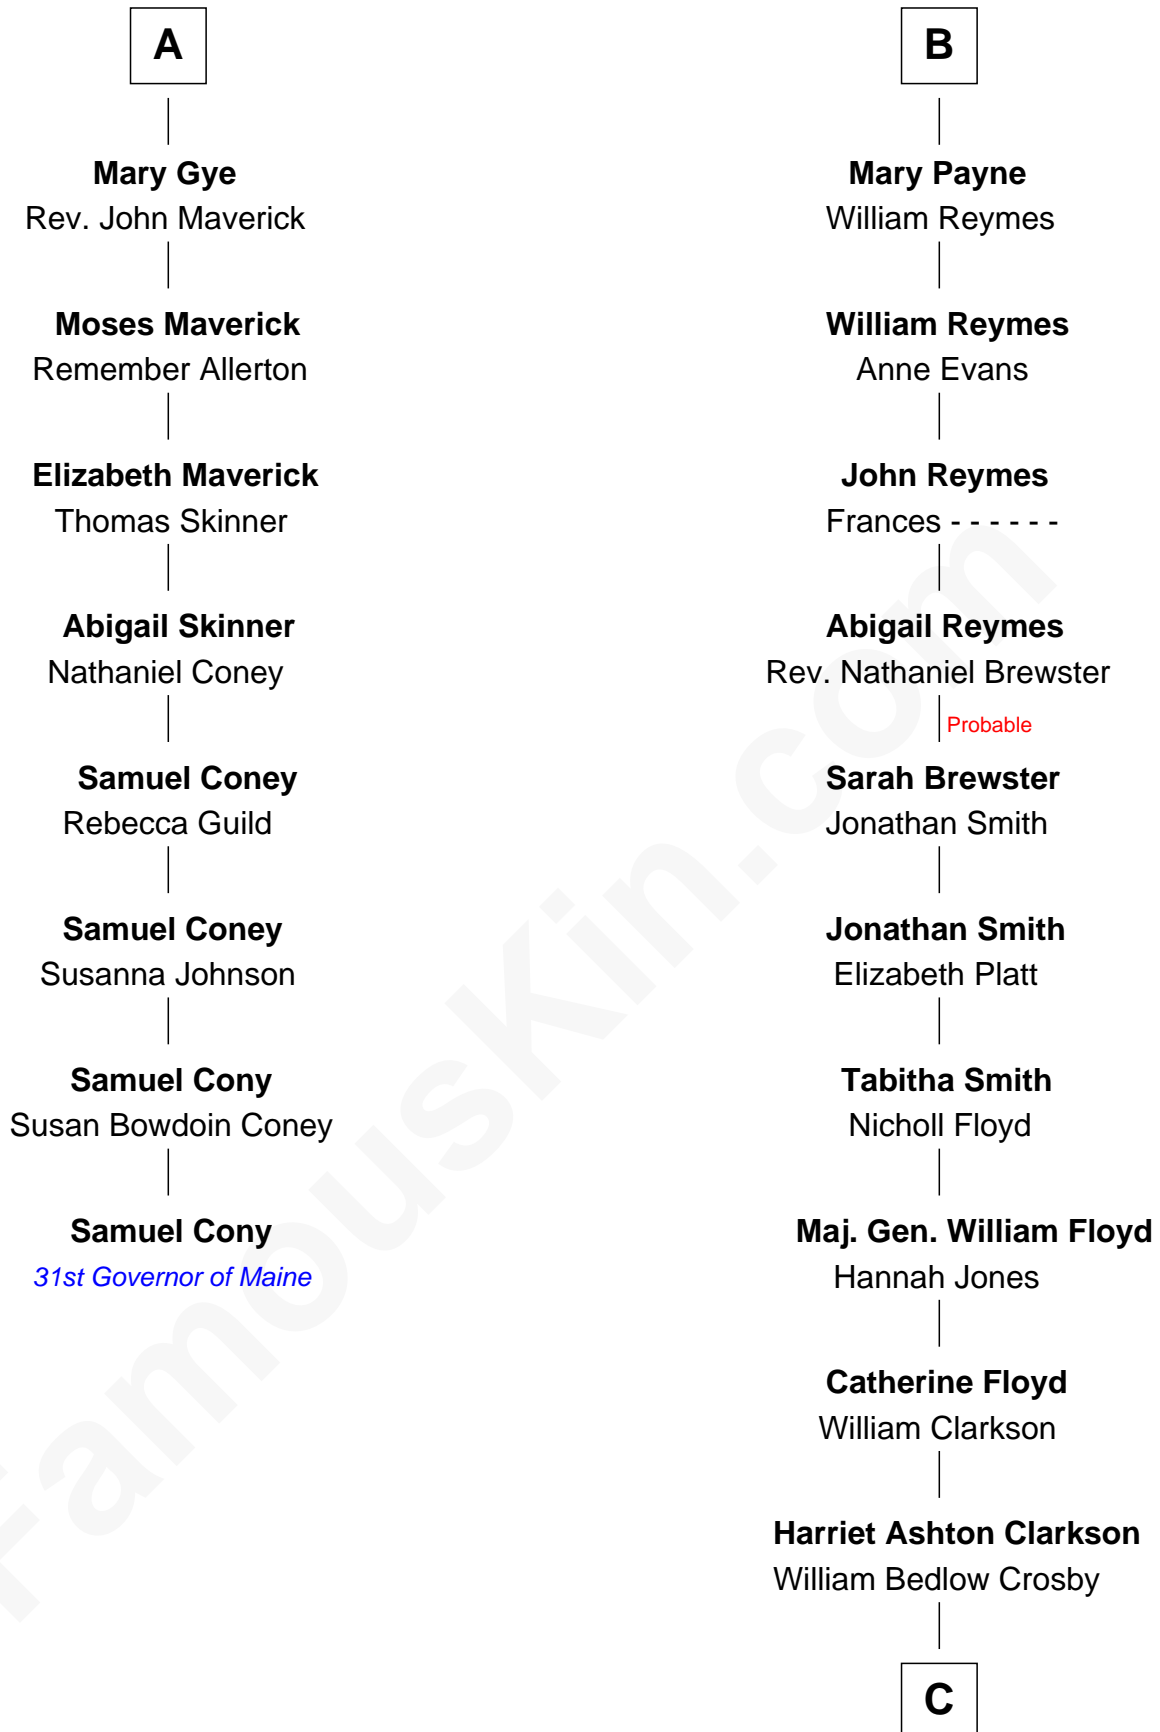 A
Mary Gye
Rev. John Maverick
Moses Maverick
Remember Allerton
Elizabeth Maverick
Thomas Skinner
Abigail Skinner
Nathaniel Coney
Samuel Coney
Rebecca Guild
Samuel Coney
Susanna Johnson
Samuel Cony
Susan Bowdoin Coney
Samuel Cony
31st Governor of Maine
B
Mary Payne
William Reymes
William Reymes
Anne Evans
John Reymes
Frances - - - - - -
Abigail Reymes
Rev. Nathaniel Brewster
Probable
Sarah Brewster
Jonathan Smith
Jonathan Smith
Elizabeth Platt
Tabitha Smith
Nicholl Floyd
Maj. Gen. William Floyd
Hannah Jones
Catherine Floyd
William Clarkson
Harriet Ashton Clarkson
William Bedlow Crosby
C
FamousKin.com